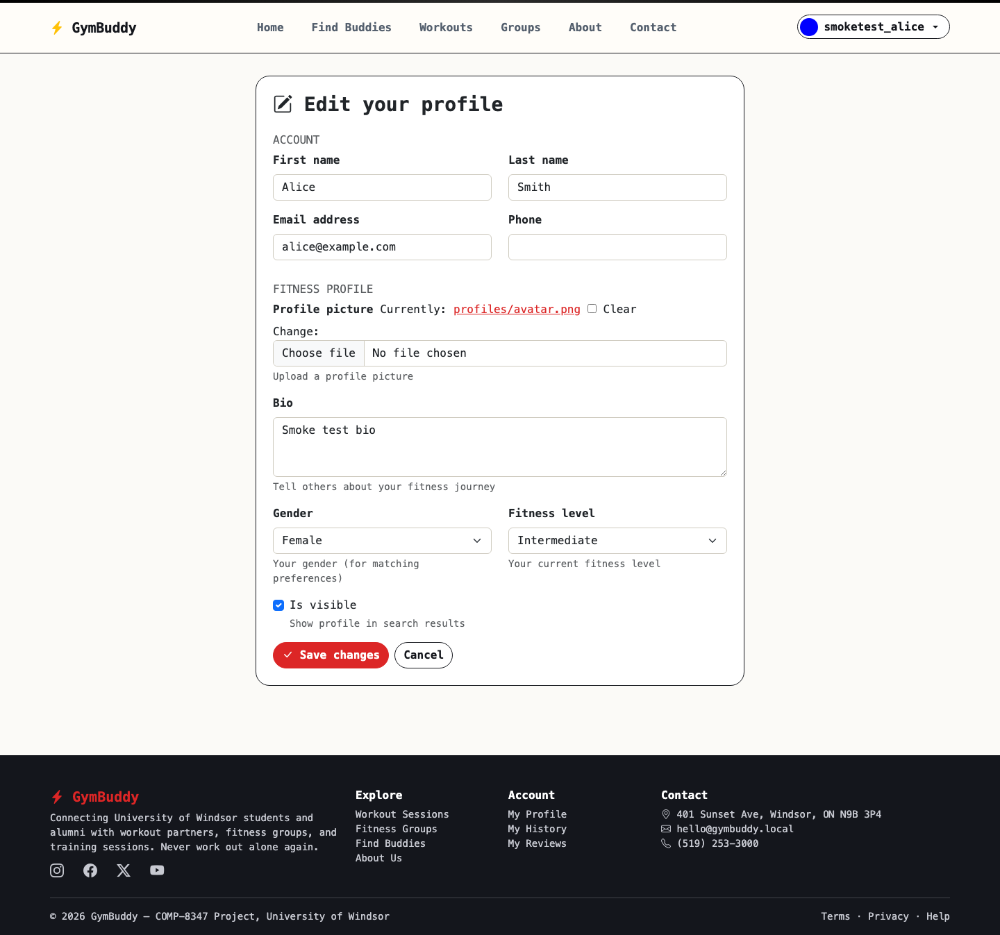 GymBuddy
Home Find Buddies Workouts Groups About Contact
smoketest_alice
Edit your profile
ACCOUNT
First name Last name
Alice Smith
Email address Phone
alice@example.com
FITNESS PROFILE
Profile picture Currently: profiles/avatar.png Clear
Change:
Choose file No file chosen
Upload a profile picture
Bio
Smoke test bio
Tell others about your fitness journey
Gender Fitness level
Female Intermediate
Your gender (for matching preferences) Your current fitness level
Is visible
Show profile in search results
Save changes Cancel
GymBuddy
Connecting University of Windsor students and
alumni with workout partners, fitness groups, and
training sessions. Never work out alone again.
Explore
Workout Sessions
Fitness Groups
Find Buddies
About Us
Account
My Profile
My History
My Reviews
Contact
401 Sunset Ave, Windsor, ON N9B 3P4
hello@gymbuddy.local
(519) 253-3000
© 2026 GymBuddy — COMP-8347 Project, University of Windsor
Terms · Privacy · Help